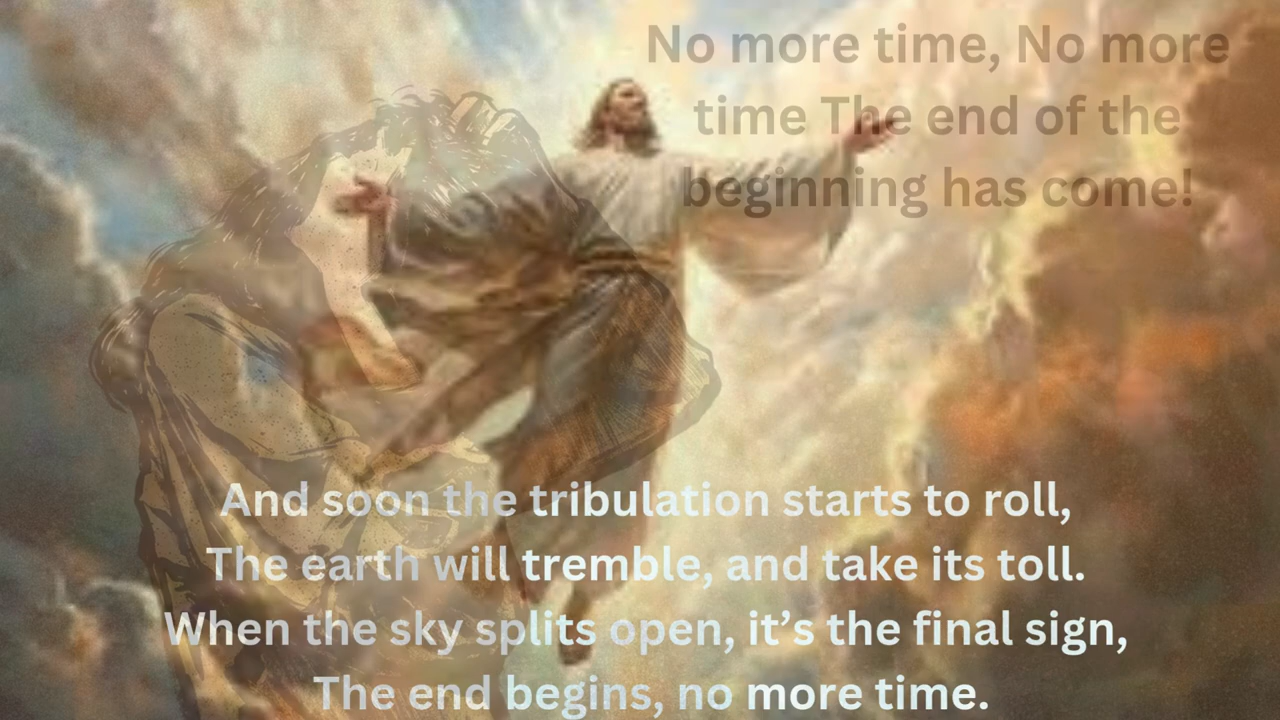 No more time, No more
time The end of the
beginning has come!
And soon the tribulation starts to roll,
The earth will tremble, and take its toll.
When the sky splits open, it’s the final sign,
The end begins, no more time.